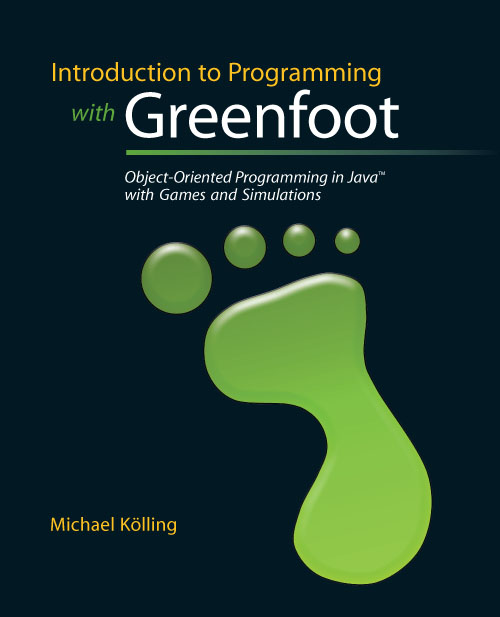 Introduction to Programming
with Greenfoot
Object-Oriented Programming in Java™
with Games and Simulations
Michael Kölling